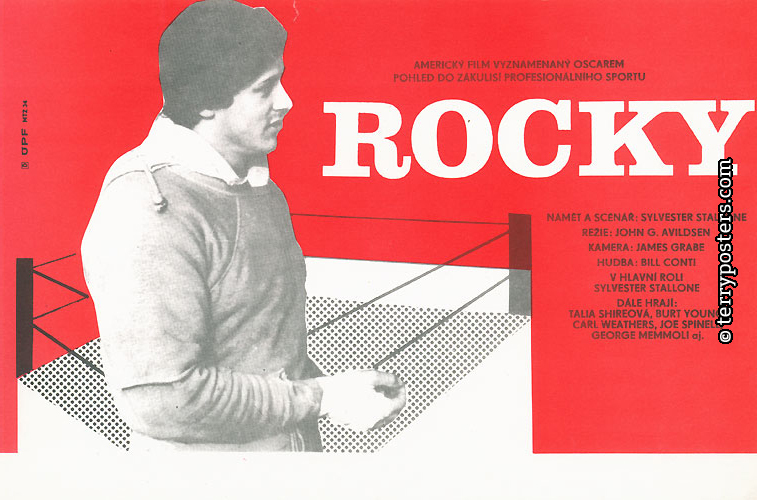 AMERICKÝ FILM VYZNAMENANÝ OSCAREM
POHLED DO ZÁKULISÍ PROFESIONÁLNÍHO SPORTU
ROCKY
NÁMĚT A SCÉNÁŘ: SYLVESTER STALLONE
REŽIE: JOHN G. AVILDSEN
KAMERA: JAMES GRABE
HUDBA: BILL CONTI
V HLAVNÍ ROLI
SYLVESTER STALLONE
DÁLE HRAJÍ:
TALIA SHIREOVÁ, BURT YOUNG
CARL WEATHERS, JOE SPINELL
GEORGE MEMMOLI aj.
ÚPF
© terryposters.com